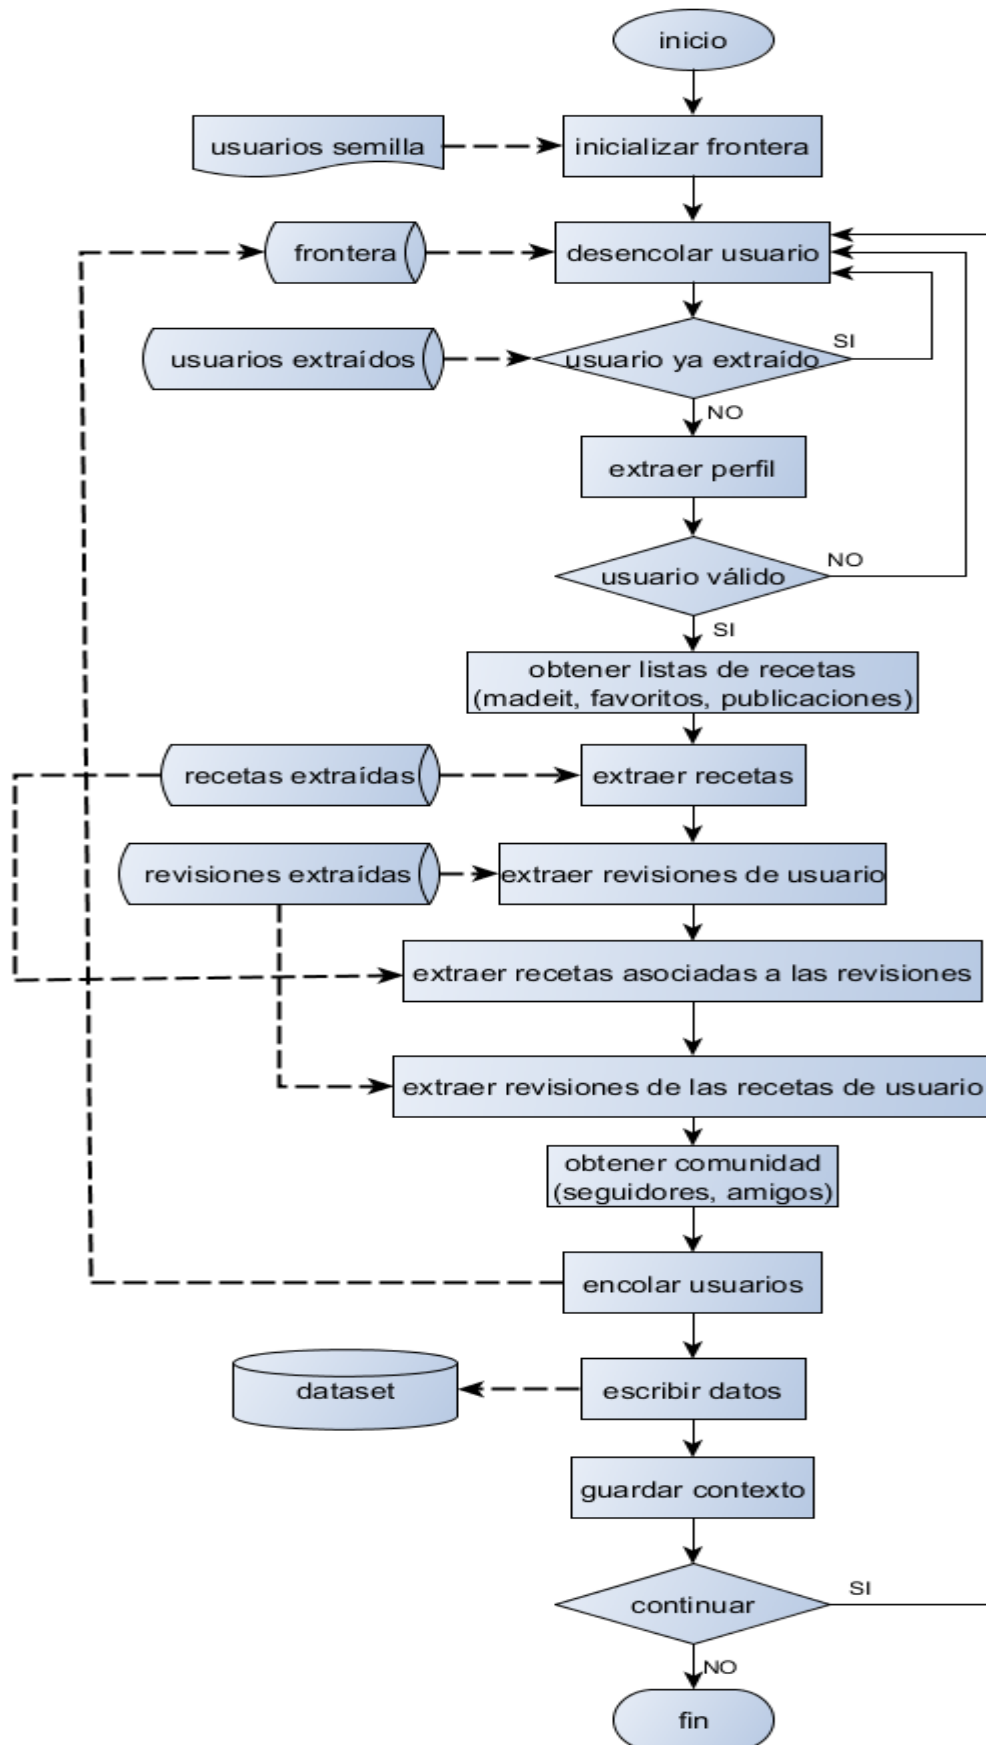 inicio
usuarios semilla
inicializar frontera
frontera
desencolar usuario
usuarios extraídos
usuario ya extraído
SI
NO
extraer perfil
usuario válido
NO
SI
obtener listas de recetas
(madeit, favoritos, publicaciones)
recetas extraídas
extraer recetas
revisiones extraídas
extraer revisiones de usuario
extraer recetas asociadas a las revisiones
extraer revisiones de las recetas de usuario
obtener comunidad
(seguidores, amigos)
encolar usuarios
dataset
escribir datos
guardar contexto
continuar
SI
NO
fin